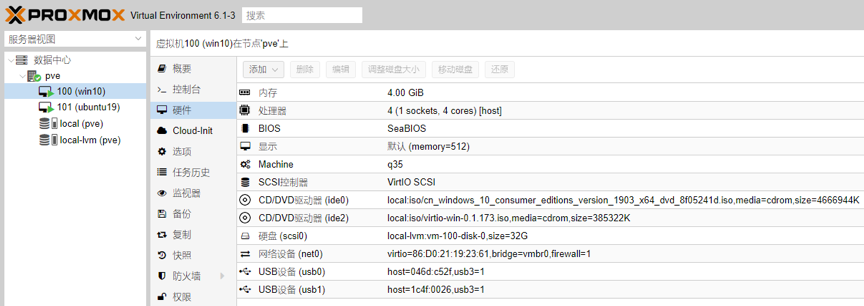 PROXMOX Virtual Environment 6.1-3 搜索
服务器视图
数据中心
pve
100 (win10)
101 (ubuntu19)
local (pve)
local-lvm (pve)
虚拟机100 (win10)在节点'pve'上
概要
控制台
硬件
Cloud-Init
选项
任务历史
监视器
备份
复制
快照
防火墙
权限
添加 删除 编辑 调整磁盘大小 移动磁盘 还原
内存 4.00 GiB
处理器 4 (1 sockets, 4 cores) [host]
BIOS SeaBIOS
显示 默认 (memory=512)
Machine q35
SCSI控制器 VirtIO SCSI
CD/DVD驱动器 (ide0) local:iso/cn_windows_10_consumer_editions_version_1903_x64_dvd_8f05241d.iso,media=cdrom,size=4666944K
CD/DVD驱动器 (ide2) local:iso/virtio-win-0.1.173.iso,media=cdrom,size=385322K
硬盘 (scsi0) local-lvm:vm-100-disk-0,size=32G
网络设备 (net0) virtio=86:D0:21:19:23:61,bridge=vmbr0,firewall=1
USB设备 (usb0) host=046d:c52f,usb3=1
USB设备 (usb1) host=1c4f:0026,usb3=1